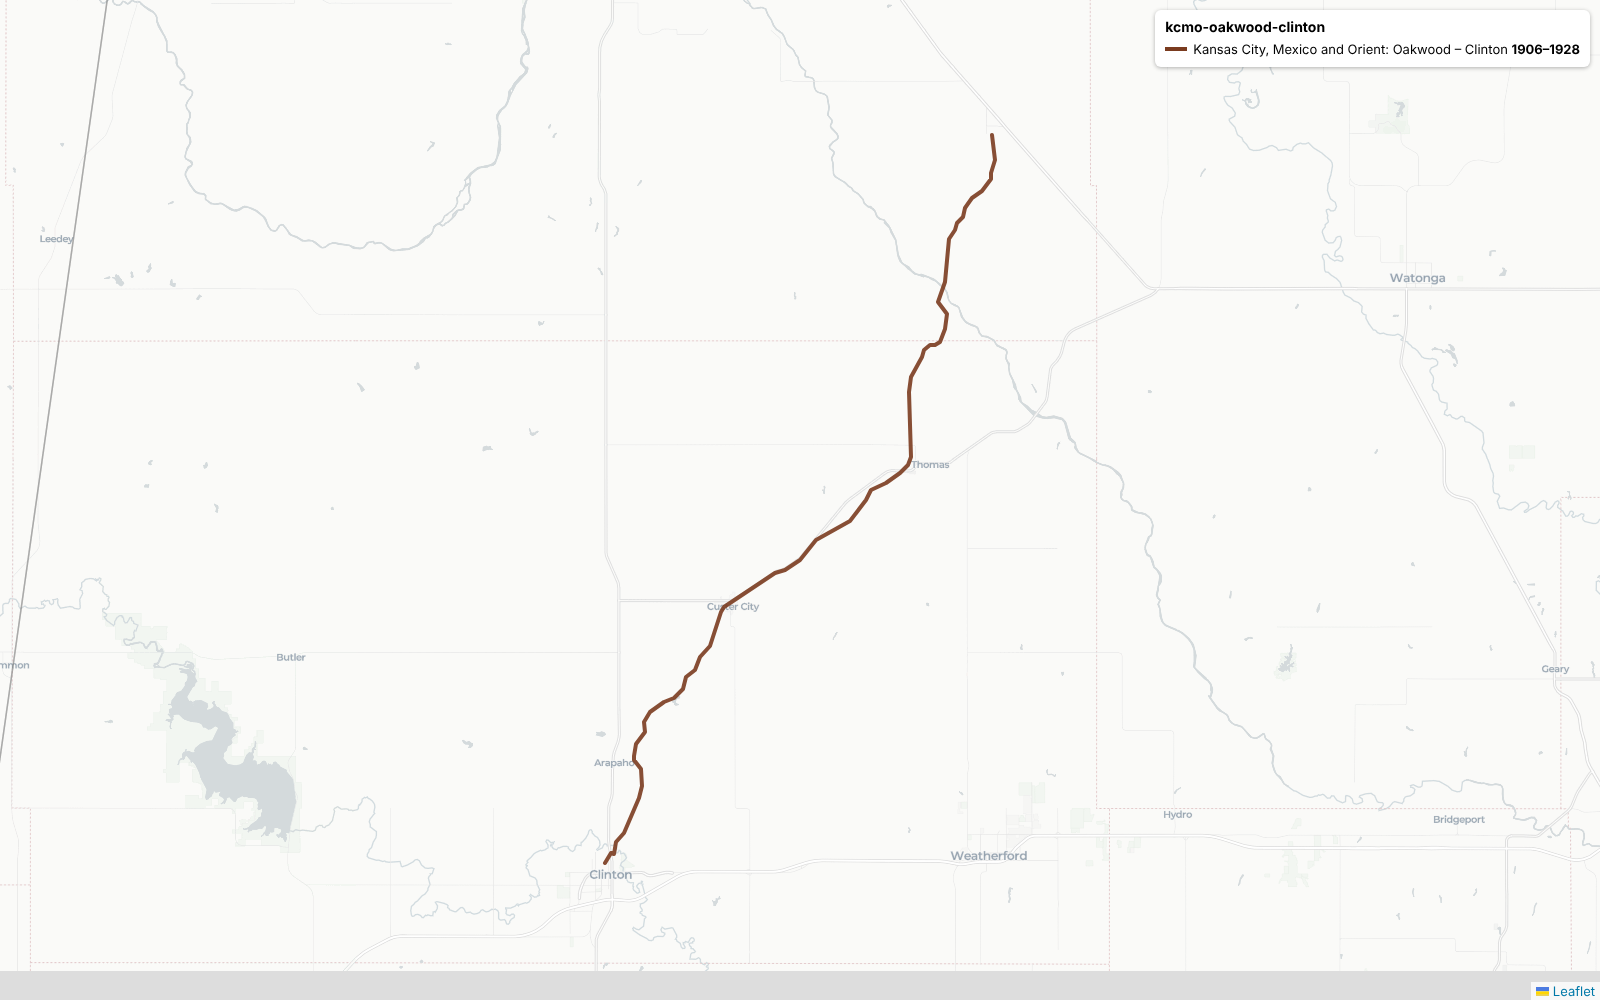 kcmo-oakwood-clinton
Kansas City, Mexico and Orient: Oakwood – Clinton 1906–1928
Leedey
Watonga
Thomas
Custer City
Butler
mmon
Geary
Arapaho
Hydro
Bridgeport
Weatherford
Clinton
Leaflet